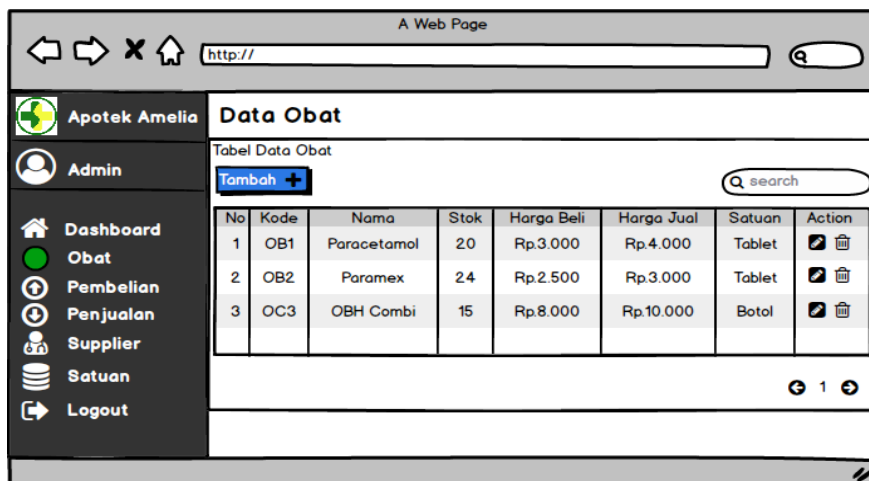 A Web Page
http://
Apotek Amelia
Data Obat
Admin
Tabel Data Obat
Tambah
search
Dashboard
Obat
Pembelian
Penjualan
Supplier
Satuan
Logout
No Kode Nama Stok Harga Beli Harga Jual Satuan Action
1 OB1 Paracetamol 20 Rp.3.000 Rp.4.000 Tablet
2 OB2 Paramex 24 Rp.2.500 Rp.3.000 Tablet
3 OC3 OBH Combi 15 Rp.8.000 Rp.10.000 Botol
1